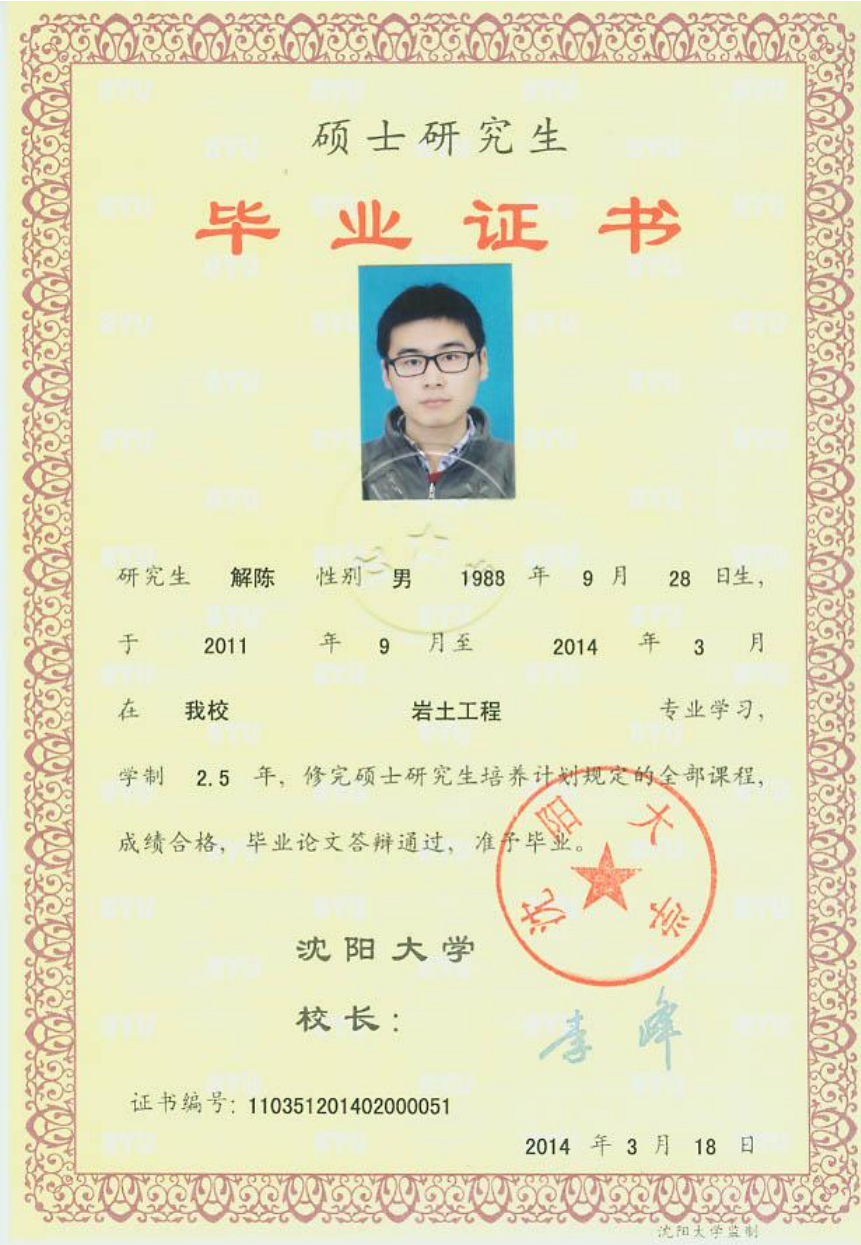 硕士研究生
毕业证书
研究生 解陈 性别 男 1988 年 9 月 28 日生,
于 2011 年 9 月至 2014 年 3 月
在 我校 岩土工程 专业学习,
学制 2.5 年, 修完硕士研究生培养计划规定的全部课程,
成绩合格, 毕业论文答辩通过, 准予毕业。
沈阳大学
沈阳大学
校长:
李峰
证书编号: 110351201402000051
2014 年 3 月 18 日
沈阳大学监制